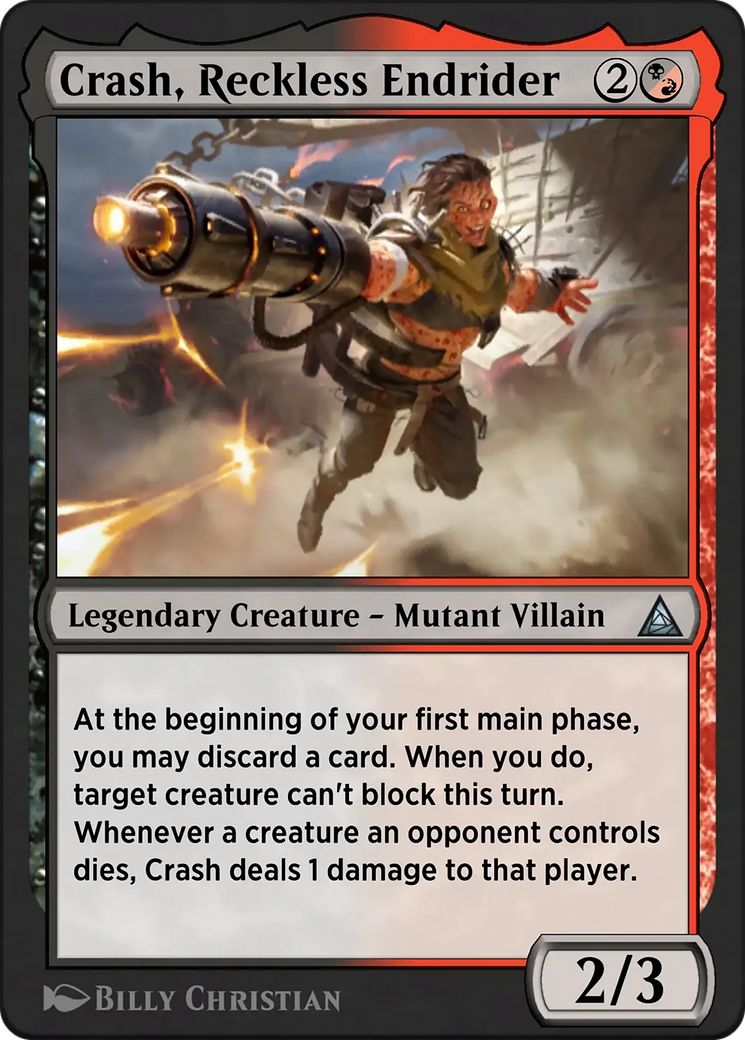 Crash, Reckless Endrider 2
Legendary Creature – Mutant Villain
At the beginning of your first main phase,
you may discard a card. When you do,
target creature can't block this turn.
Whenever a creature an opponent controls
dies, Crash deals 1 damage to that player.
2/3
Billy Christian